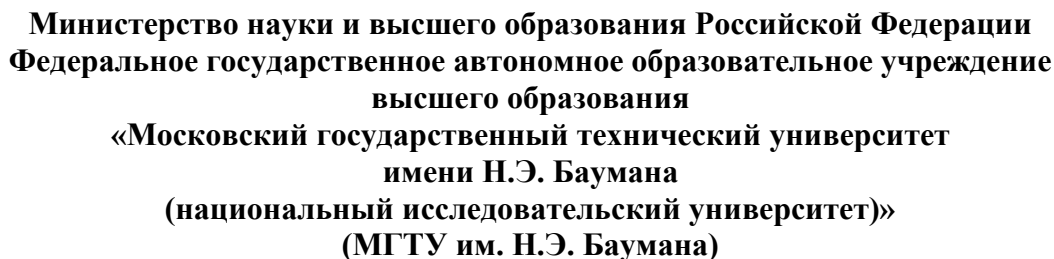 Министерство науки и высшего образования Российской Федерации
Федеральное государственное автономное образовательное учреждение
высшего образования
«Московский государственный технический университет
имени Н.Э. Баумана
(национальный исследовательский университет)»
(МГТУ им. Н.Э. Баумана)